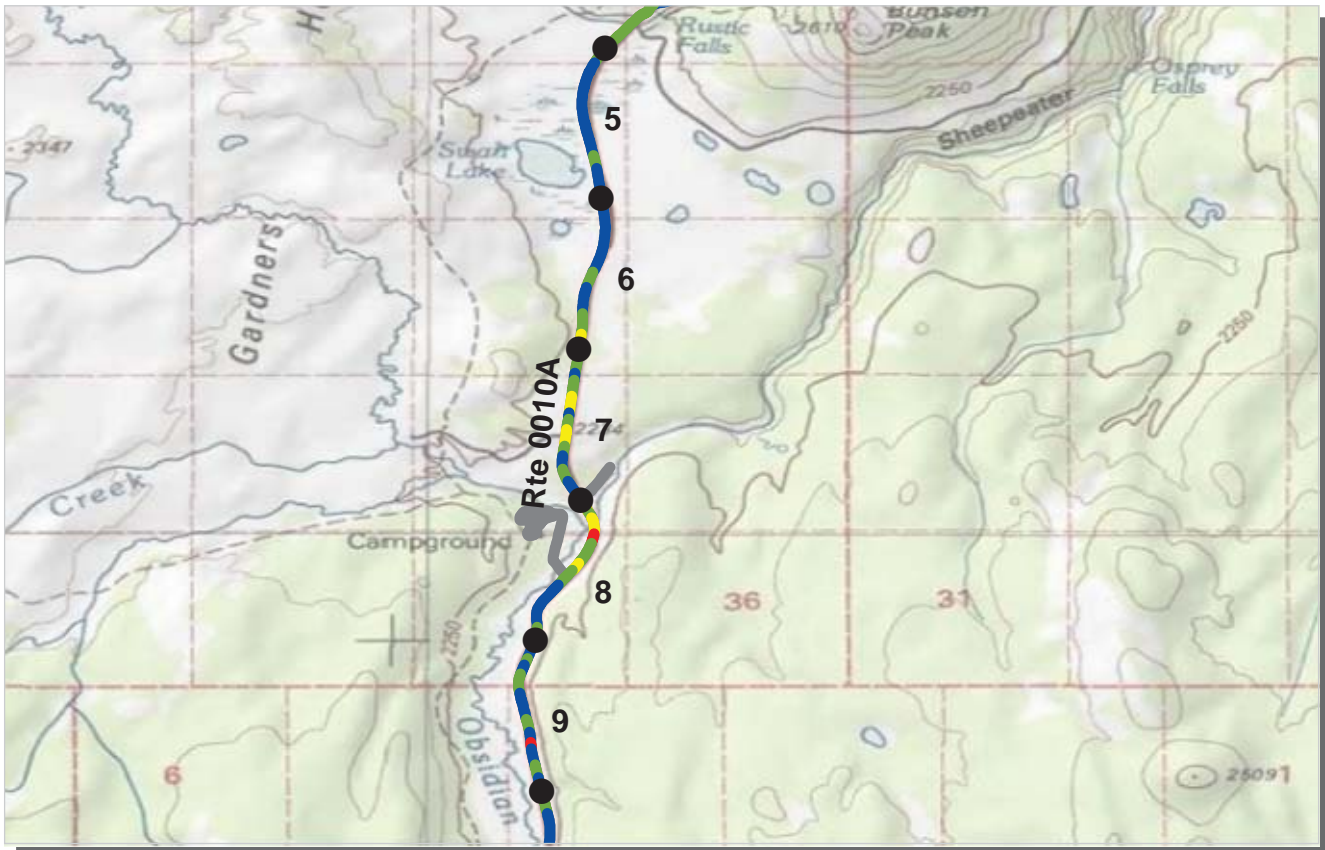 H
Rustic
Falls
2610
Bunsen
Peak
Osprey
Falls
2250
Sheepeater
5
2347
Swan
Lake
Gardners
6
2250
Rte 0010A
7
Creek
Campground
8
36
31
2250
9
Obsidian
6
2509
1